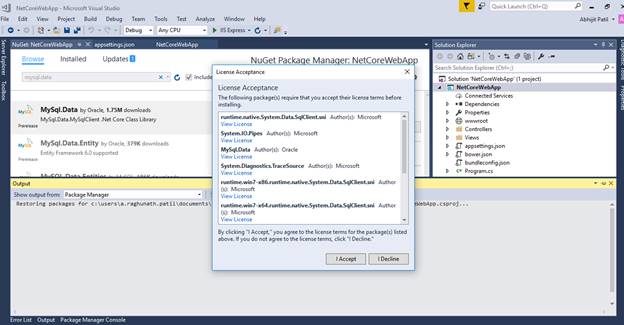 NetCoreWebApp - Microsoft Visual Studio
File Edit View Project Build Debug Team Tools Architecture Test Analyze Window Help
Abhijit Patil
Debug Any CPU IIS Express
Server Explorer
Toolbox
NuGet: NetCoreWebApp appsettings.json NetCoreWebApp
Browse Installed Updates 1
NuGet Package Manager: NetCoreWebApp
mysql.data
MySql.Data by Oracle, 1.75M downloads
MySql.Data.MySqlClient .Net Core Class Library
Prerelease
MySql.Data.Entity by Oracle, 379K downloads
Entity Framework 6.0 supported
Prerelease
License Acceptance
License Acceptance
The following package(s) require that you accept their license terms before
installing.
runtime.native.System.Data.SqlClient.sni Author(s): Microsoft
View License
System.IO.Pipes Author(s): Microsoft
View License
MySql.Data Author(s): Oracle
View License
System.Diagnostics.TraceSource Author(s): Microsoft
View License
runtime.win7-x86.runtime.native.System.Data.SqlClient.sni Author
(s): Microsoft
View License
runtime.win7-x64.runtime.native.System.Data.SqlClient.sni Author
(s): Microsoft
View License
By clicking "I Accept," you agree to the license terms for the package(s) listed
above. If you do not agree to the license terms, click "I Decline."
I Accept I Decline
Solution Explorer
Search Solution Explorer (Ctrl+;)
Solution 'NetCoreWebApp' (1 project)
NetCoreWebApp
Connected Services
Dependencies
Properties
wwwroot
Controllers
Views
appsettings.json
bower.json
bundleconfig.json
Program.cs
Output
Show output from: Package Manager
Restoring packages for c:\users\a.raghunath.patil\documents\
WebApp.csproj...
Error List Output Package Manager Console